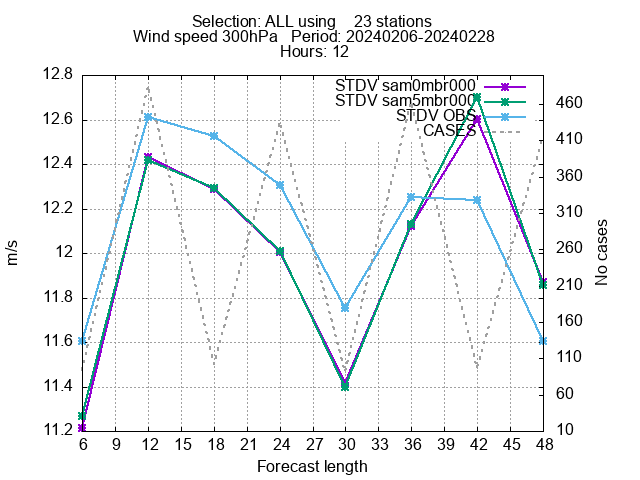 Selection: ALL using    23 stations
Wind speed 300hPa   Period: 20240206-20240228
Hours: 12
STDV sam0mbr000
STDV sam5mbr000
STDV OBS
CASES
12.8
12.6
12.4
12.2
12
11.8
11.6
11.4
11.2
m/s
460
410
360
310
260
210
160
110
60
10
No cases
6 9 12 15 18 21 24 27 30 33 36 39 42 45 48
Forecast length